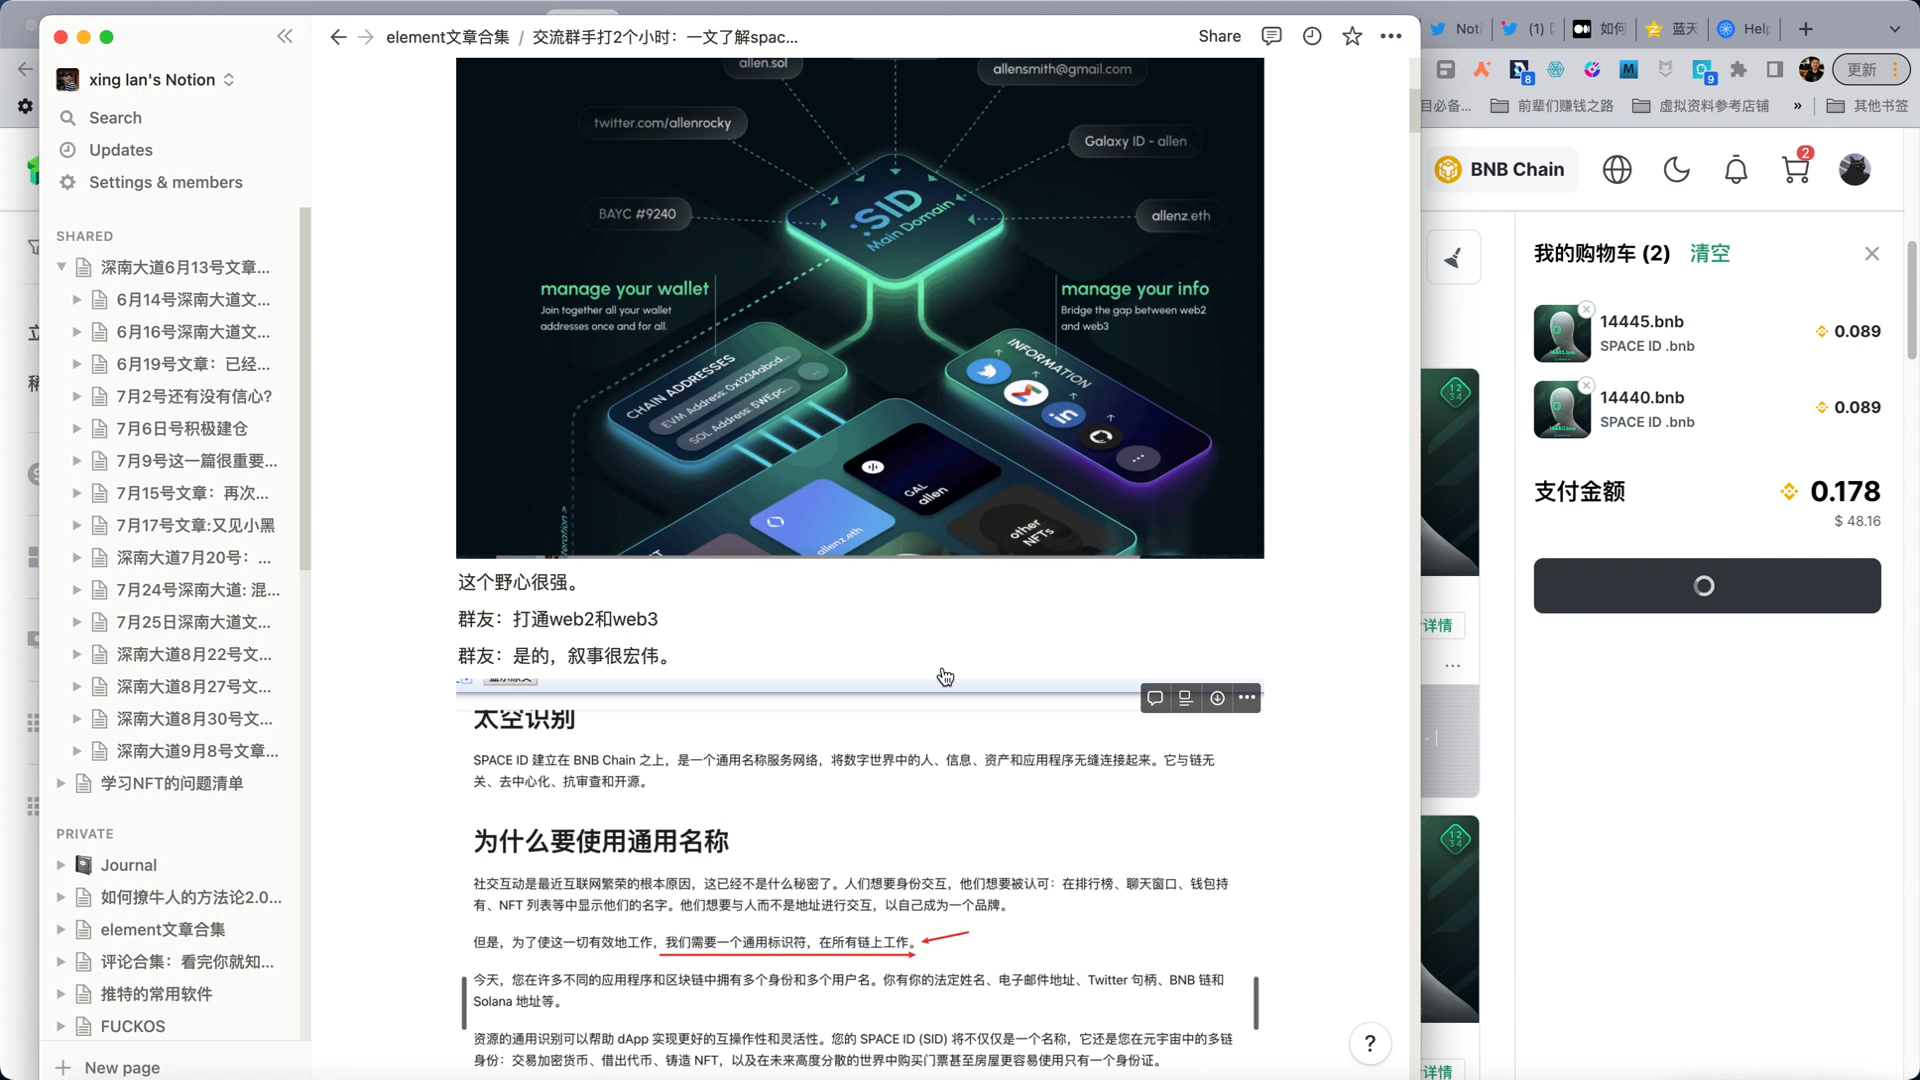 element文章合集 / 交流群手打2个小时：一文了解spac...
Share
xing lan's Notion
Search
Updates
Settings & members
SHARED
深南大道6月13号文章...
6月14号深南大道文...
6月16号深南大道文...
6月19号文章：已经...
7月2号还有没有信心?
7月6日号积极建仓
7月9号这一篇很重要...
7月15号文章：再次...
7月17号文章:又见小黑
深南大道7月20号：...
7月24号深南大道: 混...
7月25日深南大道文...
深南大道8月22号文...
深南大道8月27号文...
深南大道8月30号文...
深南大道9月8号文章...
学习NFT的问题清单
PRIVATE
Journal
如何撩牛人的方法论2.0...
element文章合集
评论合集：看完你就知...
推特的常用软件
FUCKOS
New page
allen.sol
allensmith@gmail.com
twitter.com/allenrocky
Galaxy ID - allen
BAYC #9240
allenz.eth
:SID
Main Domain
manage your wallet
Join together all your wallet
addresses once and for all.
manage your info
Bridge the gap between web2
and web3
CHAIN ADDRESSES
EVM Address: 0x1234abcd...
SOL Address: 5WEpc...
INFORMATION
GAL
allen
allenz.eth
other
NFTs
这个野心很强。
群友：打通web2和web3
群友：是的，叙事很宏伟。
太空识别
SPACE ID 建立在 BNB Chain 之上，是一个通用名称服务网络，将数字世界中的人、信息、资产和应用程序无缝连接起来。它与链无
关、去中心化、抗审查和开源。
为什么要使用通用名称
社交互动是最近互联网繁荣的根本原因，这已经不是什么秘密了。人们想要身份交互，他们想要被认可：在排行榜、聊天窗口、钱包持
有、NFT 列表等中显示他们的名字。他们想要与人而不是地址进行交互，以自己成为一个品牌。
但是，为了使这一切有效地工作，我们需要一个通用标识符，在所有链上工作。
今天，您在许多不同的应用程序和区块链中拥有多个身份和多个用户名。你有你的法定姓名、电子邮件地址、Twitter 句柄、BNB 链和
Solana 地址等。
资源的通用识别可以帮助 dApp 实现更好的互操作性和灵活性。您的 SPACE ID (SID) 将不仅仅是一个名称，它还是您在元宇宙中的多链
身份：交易加密货币、借出代币、铸造 NFT，以及在未来高度分散的世界中购买门票甚至房屋更容易使用只有一个身份证。
?
Noti
(1)
如何
蓝天
Help
8
9
更新
目必备...
前辈们赚钱之路
虚拟资料参考店铺
»
其他书签
BNB Chain
2
我的购物车 (2)
清空
14445.bnb
SPACE ID .bnb
0.089
14440.bnb
SPACE ID .bnb
0.089
支付金额
0.178
$ 48.16
详情
详情